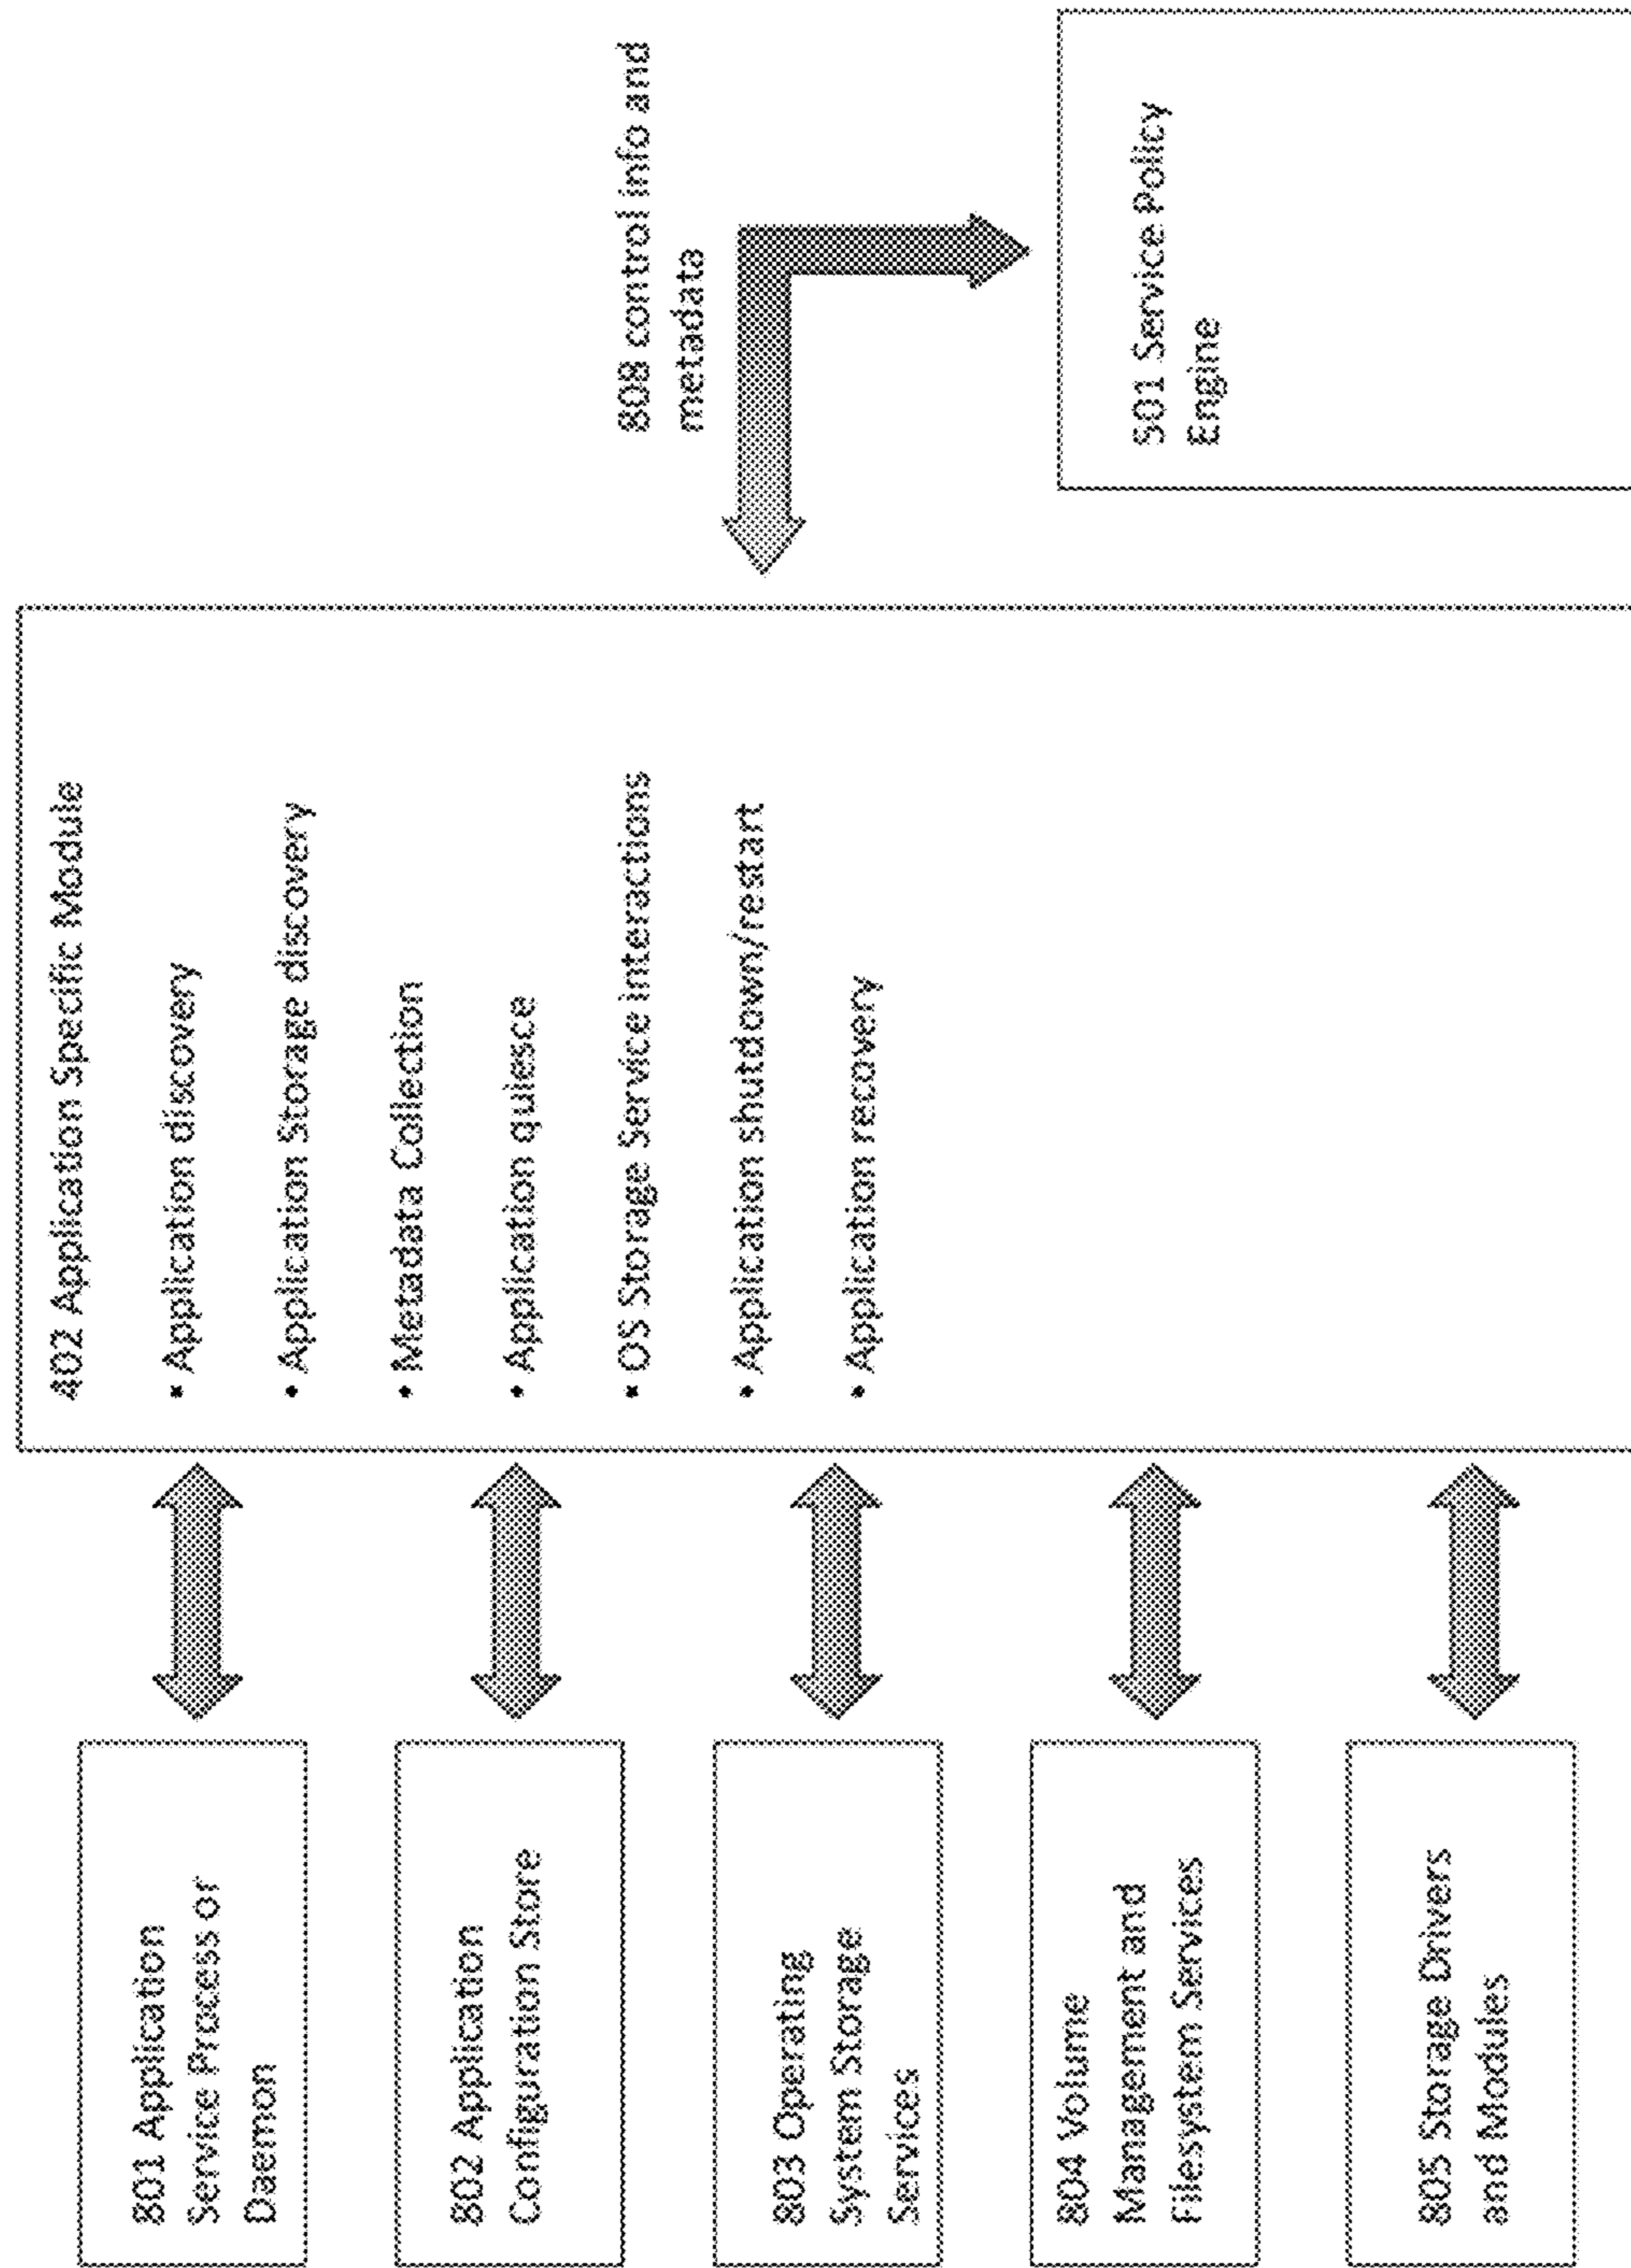 801 Application
Service Process or
Daemon
802 Application
Configuration Store
803 Operating
System Storage
Services
804 Volume
Management and
Filesystem Services
805 Storage Drivers
and Modules
402 Application Specific Module
• Application discovery
• Application Storage discovery
• Metadata Collection
• Application quiesce
• OS Storage Service interactions
• Application shutdown/restart
• Application recovery
808 control info and
metadata
501 Service Policy
Engine